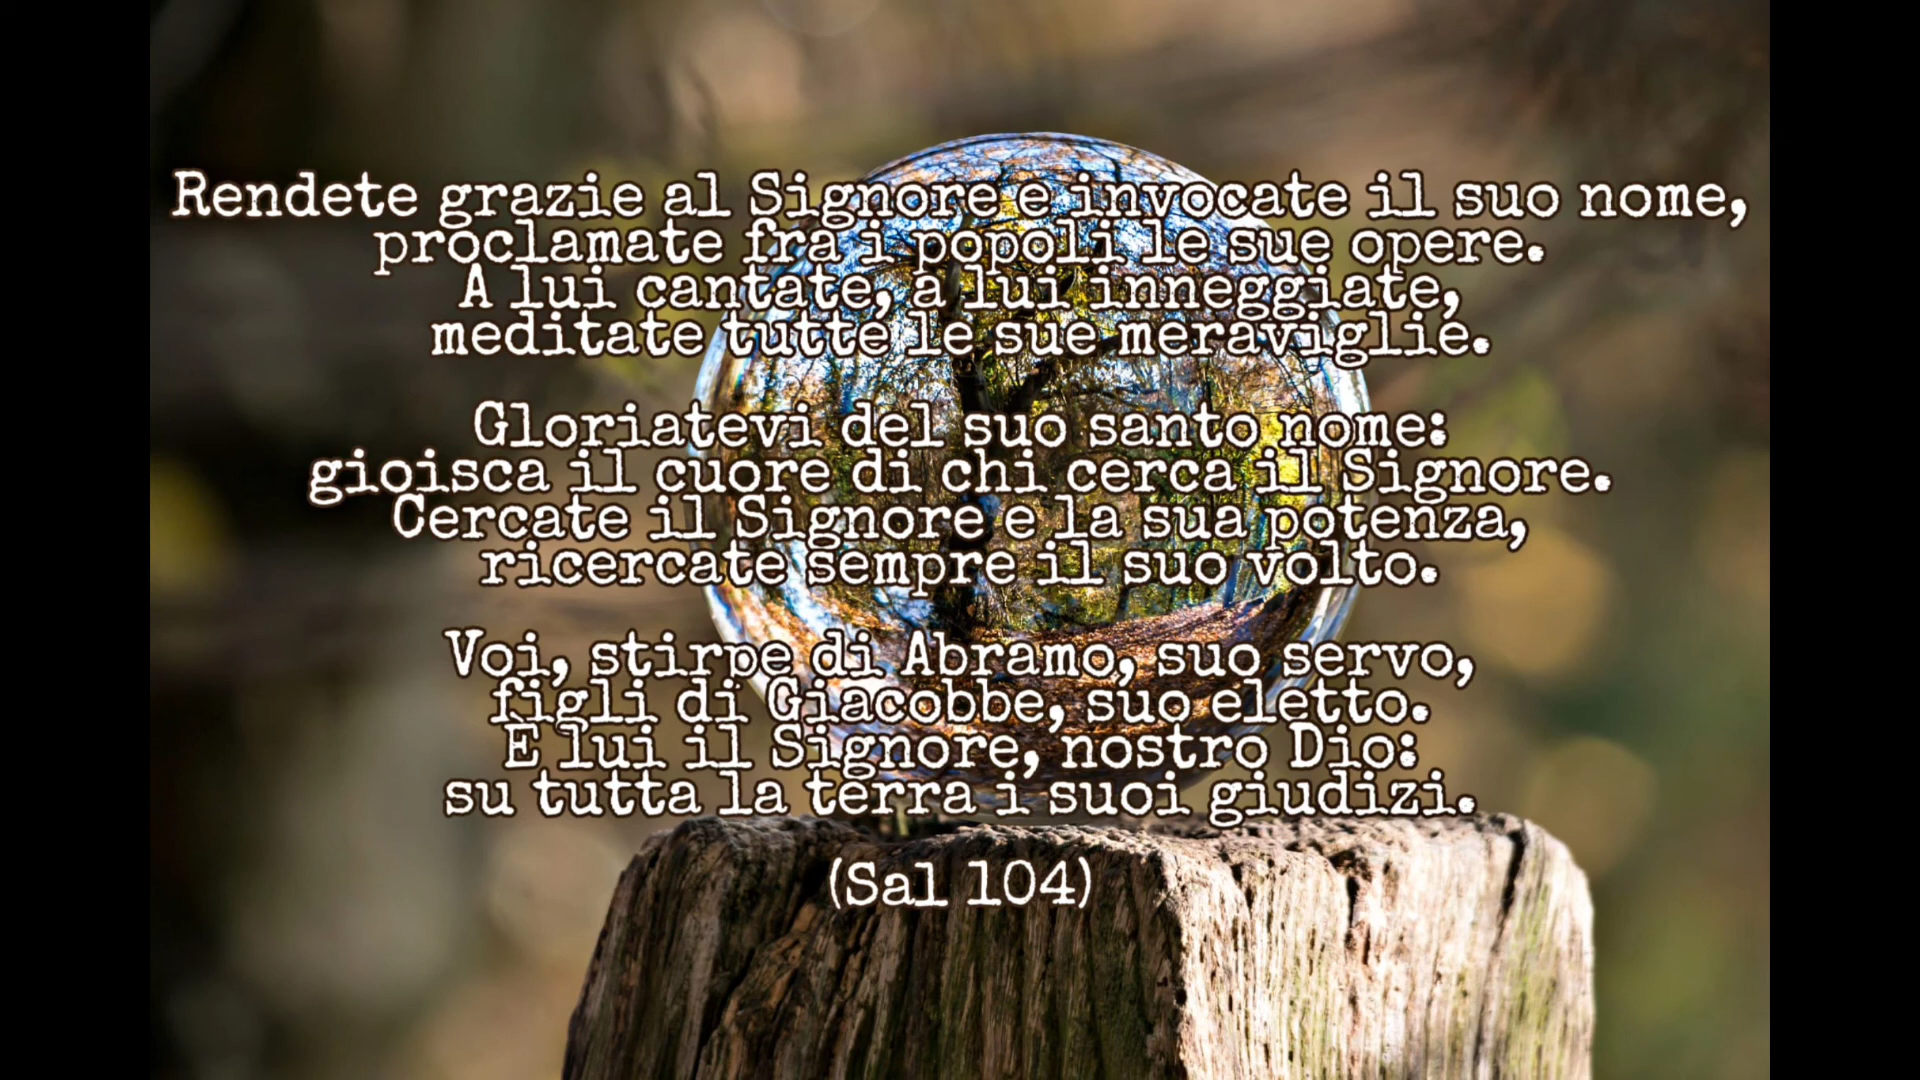 Rendete grazie al Signore e invocate il suo nome,
proclamate fra i popoli le sue opere.
A lui cantate, a lui inneggiate,
meditate tutte le sue meraviglie.
Gloriatevi del suo santo nome:
gioisca il cuore di chi cerca il Signore.
Cercate il Signore e la sua potenza,
ricercate sempre il suo volto.
Voi, stirpe di Abramo, suo servo,
figli di Giacobbe, suo eletto.
È lui il Signore, nostro Dio:
su tutta la terra i suoi giudizi.
(Sal 104)